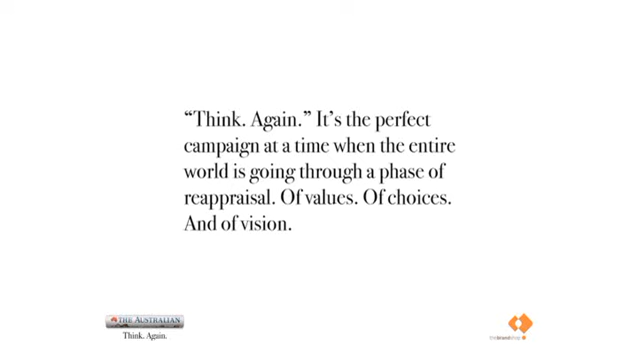 “Think. Again.” It’s the perfect
campaign at a time when the entire
world is going through a phase of
reappraisal. Of values. Of choices.
And of vision.
THE AUSTRALIAN
Think. Again.
thebrandshop